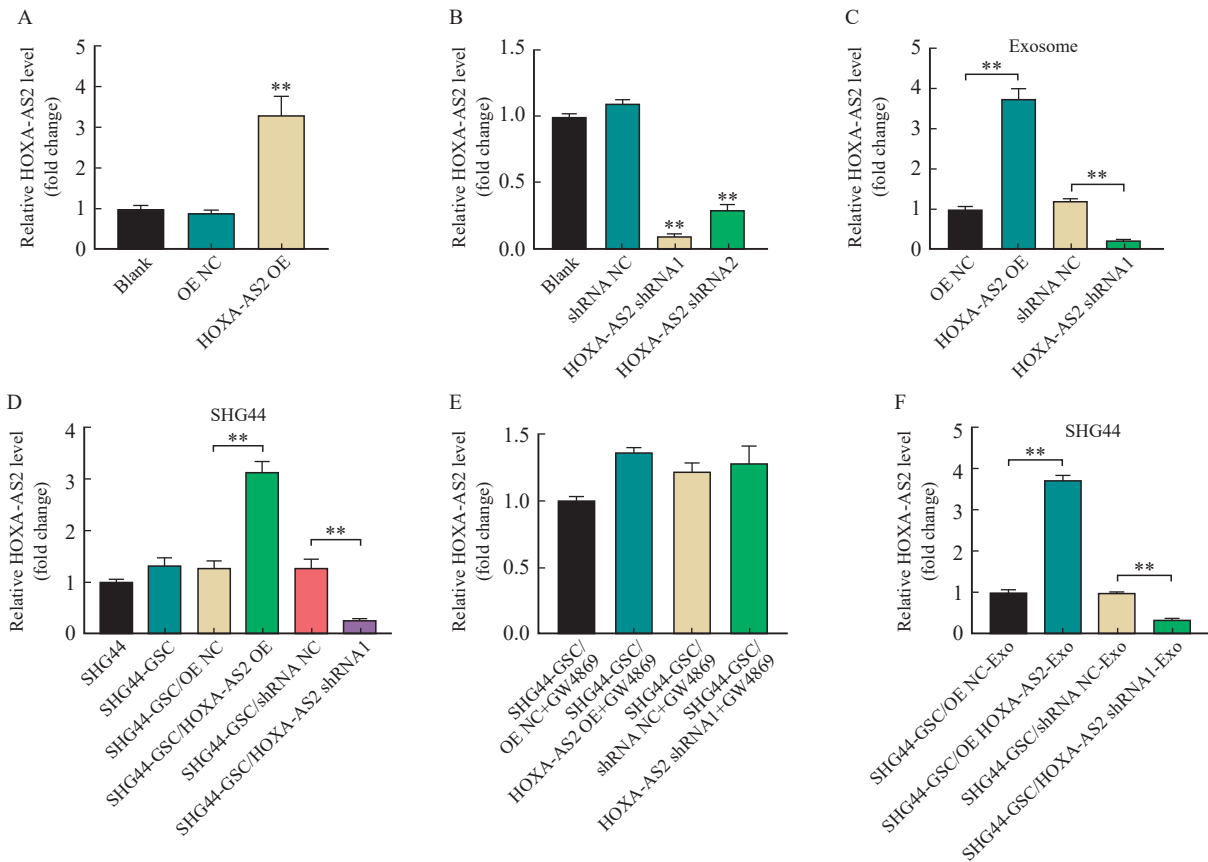 A
Relative HOXA-AS2 level
(fold change)
5
4
3
2
1
0
**
Blank
OE NC
HOXA-AS2 OE
B
Relative HOXA-AS2 level
(fold change)
1.5
1.0
0.5
0.0
**
**
Blank
shRNA NC
HOXA-AS2 shRNA1
HOXA-AS2 shRNA2
C
Exosome
Relative HOXA-AS2 level
(fold change)
5
4
3
2
1
0
**
**
OE NC
HOXA-AS2 OE
shRNA NC
HOXA-AS2 shRNA1
D
SHG44
Relative HOXA-AS2 level
(fold change)
4
3
2
1
0
**
**
SHG44
SHG44-GSC
SHG44-GSC/OE NC
SHG44-GSC/HOXA-AS2 OE
SHG44-GSC/shRNA NC
SHG44-GSC/HOXA-AS2 shRNA1
E
Relative HOXA-AS2 level
(fold change)
1.5
1.0
0.5
0.0
SHG44-GSC/
OE NC+GW4869
SHG44-GSC/
HOXA-AS2 OE+GW4869
SHG44-GSC/
shRNA NC+GW4869
SHG44-GSC/
HOXA-AS2 shRNA1+GW4869
F
SHG44
Relative HOXA-AS2 level
(fold change)
5
4
3
2
1
0
**
**
SHG44-GSC/OE NC-Exo
SHG44-GSC/OE HOXA-AS2-Exo
SHG44-GSC/shRNA NC-Exo
SHG44-GSC/HOXA-AS2 shRNA1-Exo